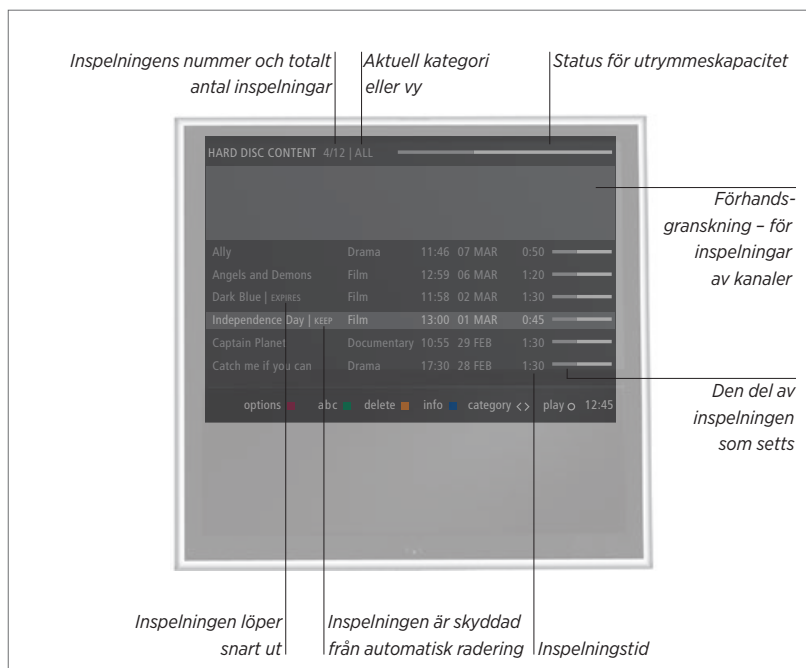 Inspelningens nummer och totalt
antal inspelningar
Aktuell kategori
eller vy
Status för utrymmeskapacitet
HARD DISC CONTENT 4/12 | ALL
Förhands-
granskning – för
inspelningar
av kanaler
Ally Drama 11:46 07 MAR 0:50
Angels and Demons Film 12:59 06 MAR 1:20
Dark Blue | EXPIRES Film 11:58 02 MAR 1:30
Independence Day | KEEP Film 13:00 01 MAR 0:45
Captain Planet Documentary 10:55 29 FEB 1:30
Catch me if you can Drama 17:30 28 FEB 1:30
Den del av
inspelningen
som setts
options abc delete info category <> play 12:45
Inspelningen löper
snart ut
Inspelningen är skyddad
från automatisk radering
Inspelningstid